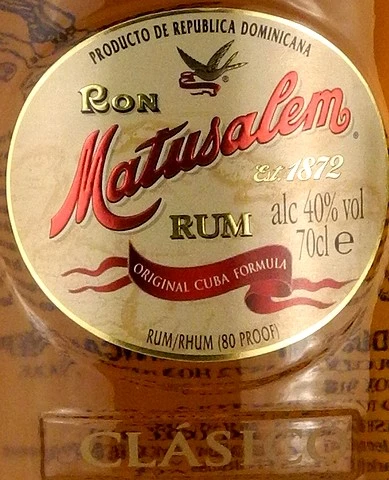 PRODUCTO DE REPUBLICA DOMINICANA
®
RON
Matusalem®
Est 1872
RUM
alc 40% vol
70cl e
ORIGINAL CUBA FORMULA
RUM/RHUM (80 PROOF)
CLÁSICO